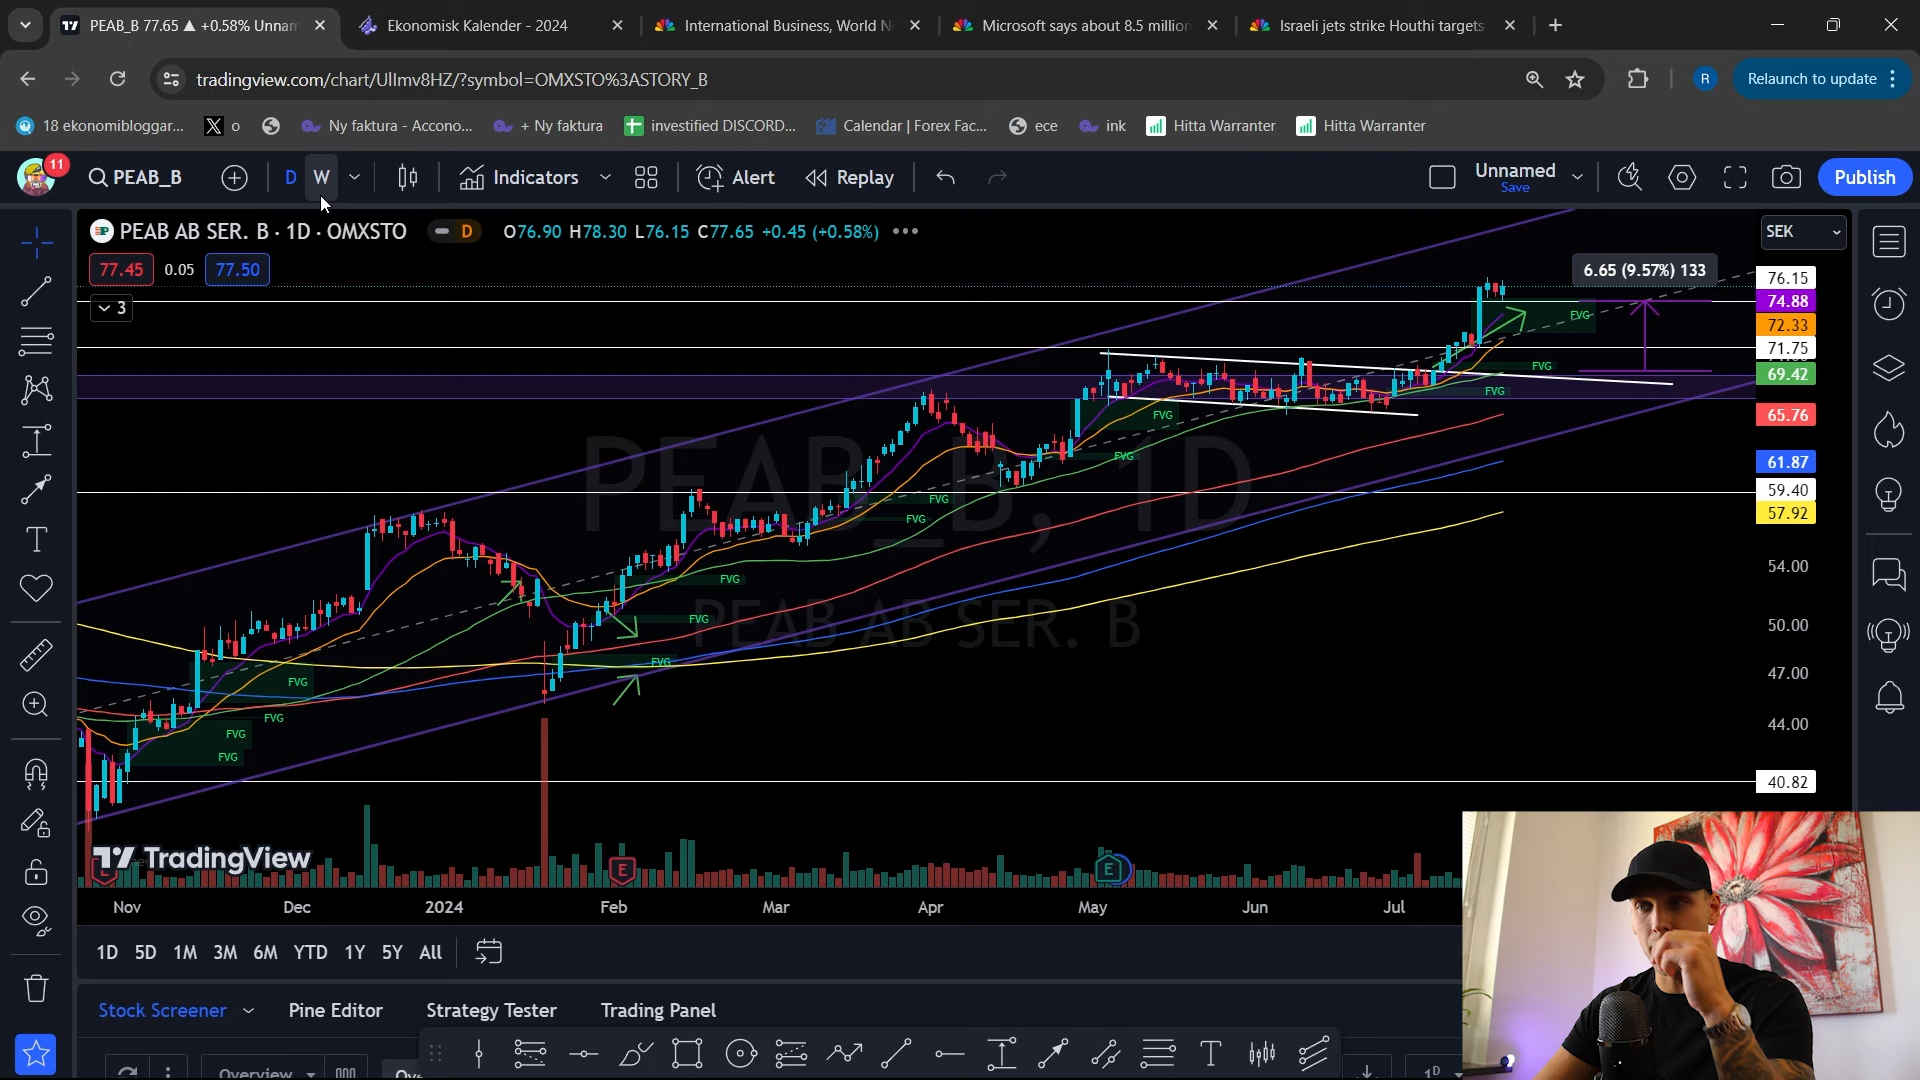 PEAB_B 77.65 ▲ +0.58% Unnan
Ekonomisk Kalender - 2024
International Business, World N
Microsoft says about 8.5 million
Israeli jets strike Houthi targets
tradingview.com/chart/UlImv8HZ/?symbol=OMXSTO%3ASTORY_B
R
Relaunch to update
18 ekonomibloggar...
o
Ny faktura - Accono...
+ Ny faktura
investified DISCORD...
Calendar | Forex Fac...
ece
ink
Hitta Warranter
Hitta Warranter
11
PEAB_B
D
W
Indicators
Alert
Replay
Unnamed
Save
Publish
PEAB AB SER. B · 1D · OMXSTO
D
O76.90 H78.30 L76.15 C77.65 +0.45 (+0.58%)
SEK
77.45
0.05
77.50
3
6.65 (9.57%) 133
76.15
74.88
72.33
71.75
69.42
65.76
61.87
59.40
57.92
54.00
50.00
47.00
44.00
40.82
FVG
FVG
FVG
FVG
FVG
FVG
FVG
FVG
FVG
FVG
FVG
FVG
FVG
FVG
PEAB_B, 1D
PEAB AB SER. B
TradingView
E
E
Nov
Dec
2024
Feb
Mar
Apr
May
Jun
Jul
1D
5D
1M
3M
6M
YTD
1Y
5Y
All
Stock Screener
Pine Editor
Strategy Tester
Trading Panel
Overview